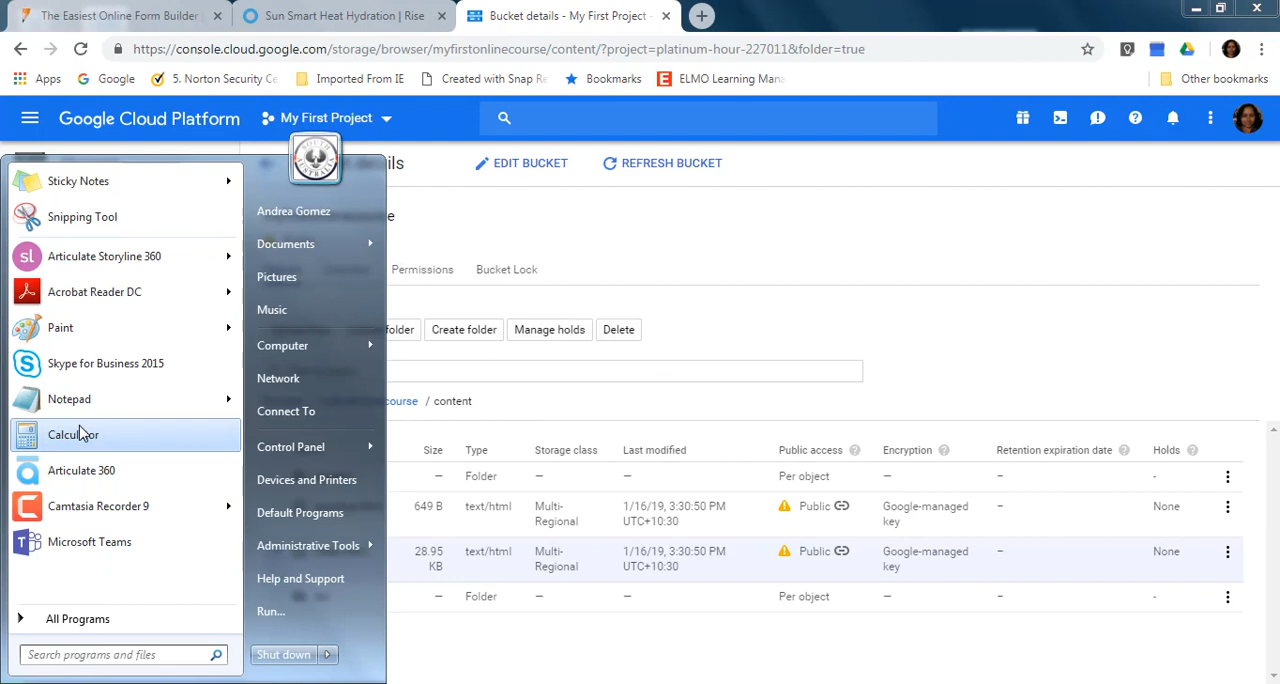 The Easiest Online Form Builder
Sun Smart Heat Hydration | Rise
Bucket details - My First Project -
https://console.cloud.google.com/storage/browser/myfirstonlinecourse/content/?project=platinum-hour-227011&folder=true
Apps
Google
5. Norton Security Ce
Imported From IE
Created with Snap Re
Bookmarks
ELMO Learning Mana
Other bookmarks
Google Cloud Platform
My First Project
EDIT BUCKET
REFRESH BUCKET
Sticky Notes
Snipping Tool
Articulate Storyline 360
Acrobat Reader DC
Paint
Skype for Business 2015
Notepad
Calculator
Articulate 360
Camtasia Recorder 9
Microsoft Teams
All Programs
Search programs and files
Andrea Gomez
Documents
Pictures
Music
Computer
Network
Connect To
Control Panel
Devices and Printers
Default Programs
Administrative Tools
Help and Support
Run...
Shut down
Permissions
Bucket Lock
folder
Create folder
Manage holds
Delete
course / content
Size
Type
Storage class
Last modified
Public access
Encryption
Retention expiration date
Holds
— Folder — — Per object — — -
649 B text/html Multi-Regional 1/16/19, 3:30:50 PM UTC+10:30 Public Google-managed key — None
28.95 KB text/html Multi-Regional 1/16/19, 3:30:50 PM UTC+10:30 Public Google-managed key — None
— Folder — — Per object — — -